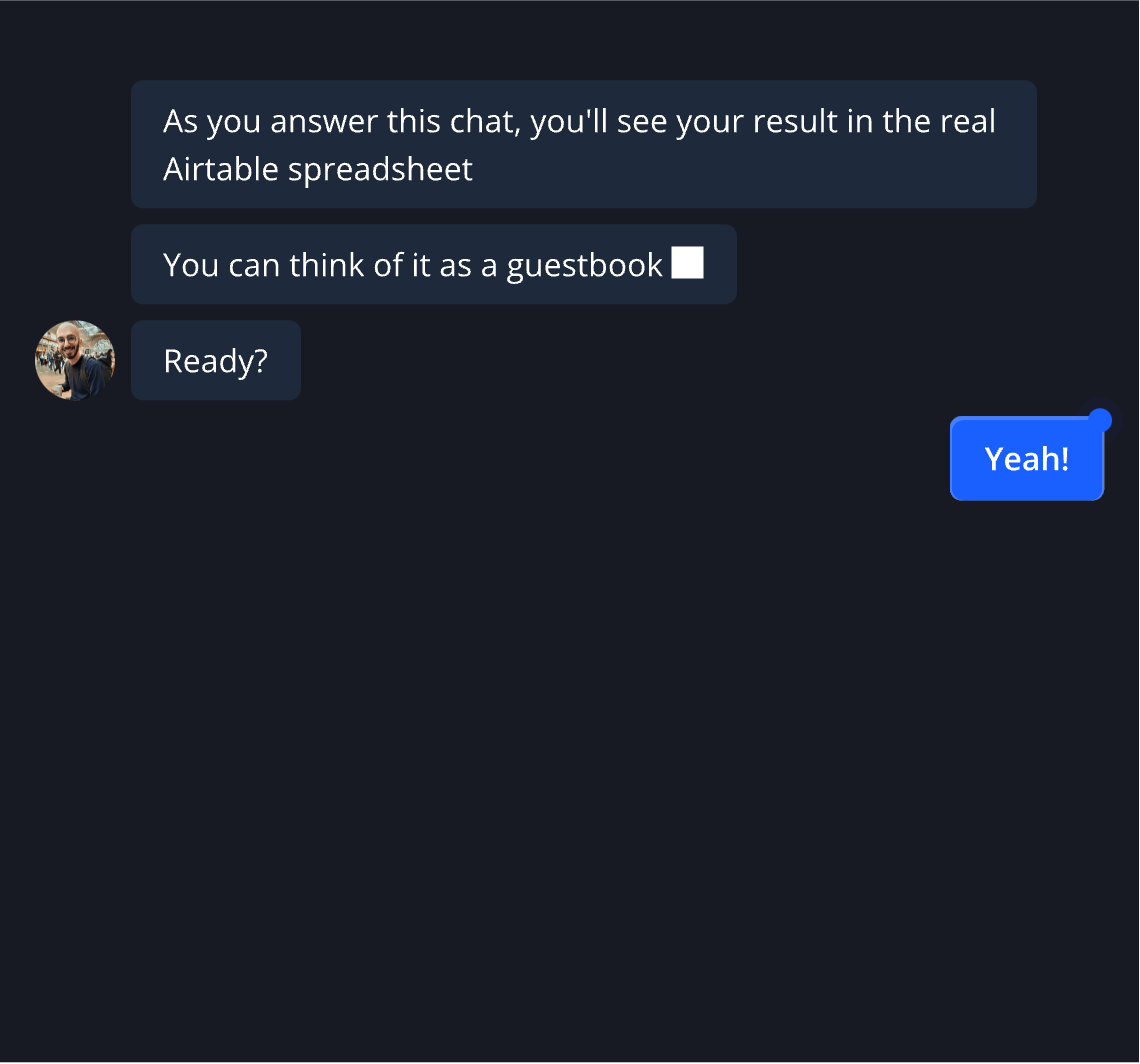 As you answer this chat, you'll see your result in the real
Airtable spreadsheet
You can think of it as a guestbook
Ready?
Yeah!